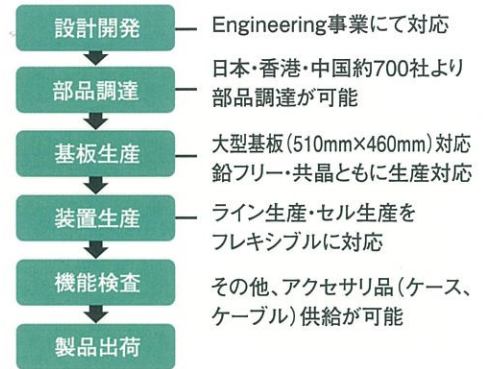 設計開発
Engineering事業にて対応
部品調達
日本・香港・中国約700社より
部品調達が可能
基板生産
大型基板(510mm×460mm)対応
鉛フリー・共晶ともに生産対応
装置生産
ライン生産・セル生産を
フレキシブルに対応
機能検査
その他、アクセサリ品(ケース、
ケーブル)供給が可能
製品出荷